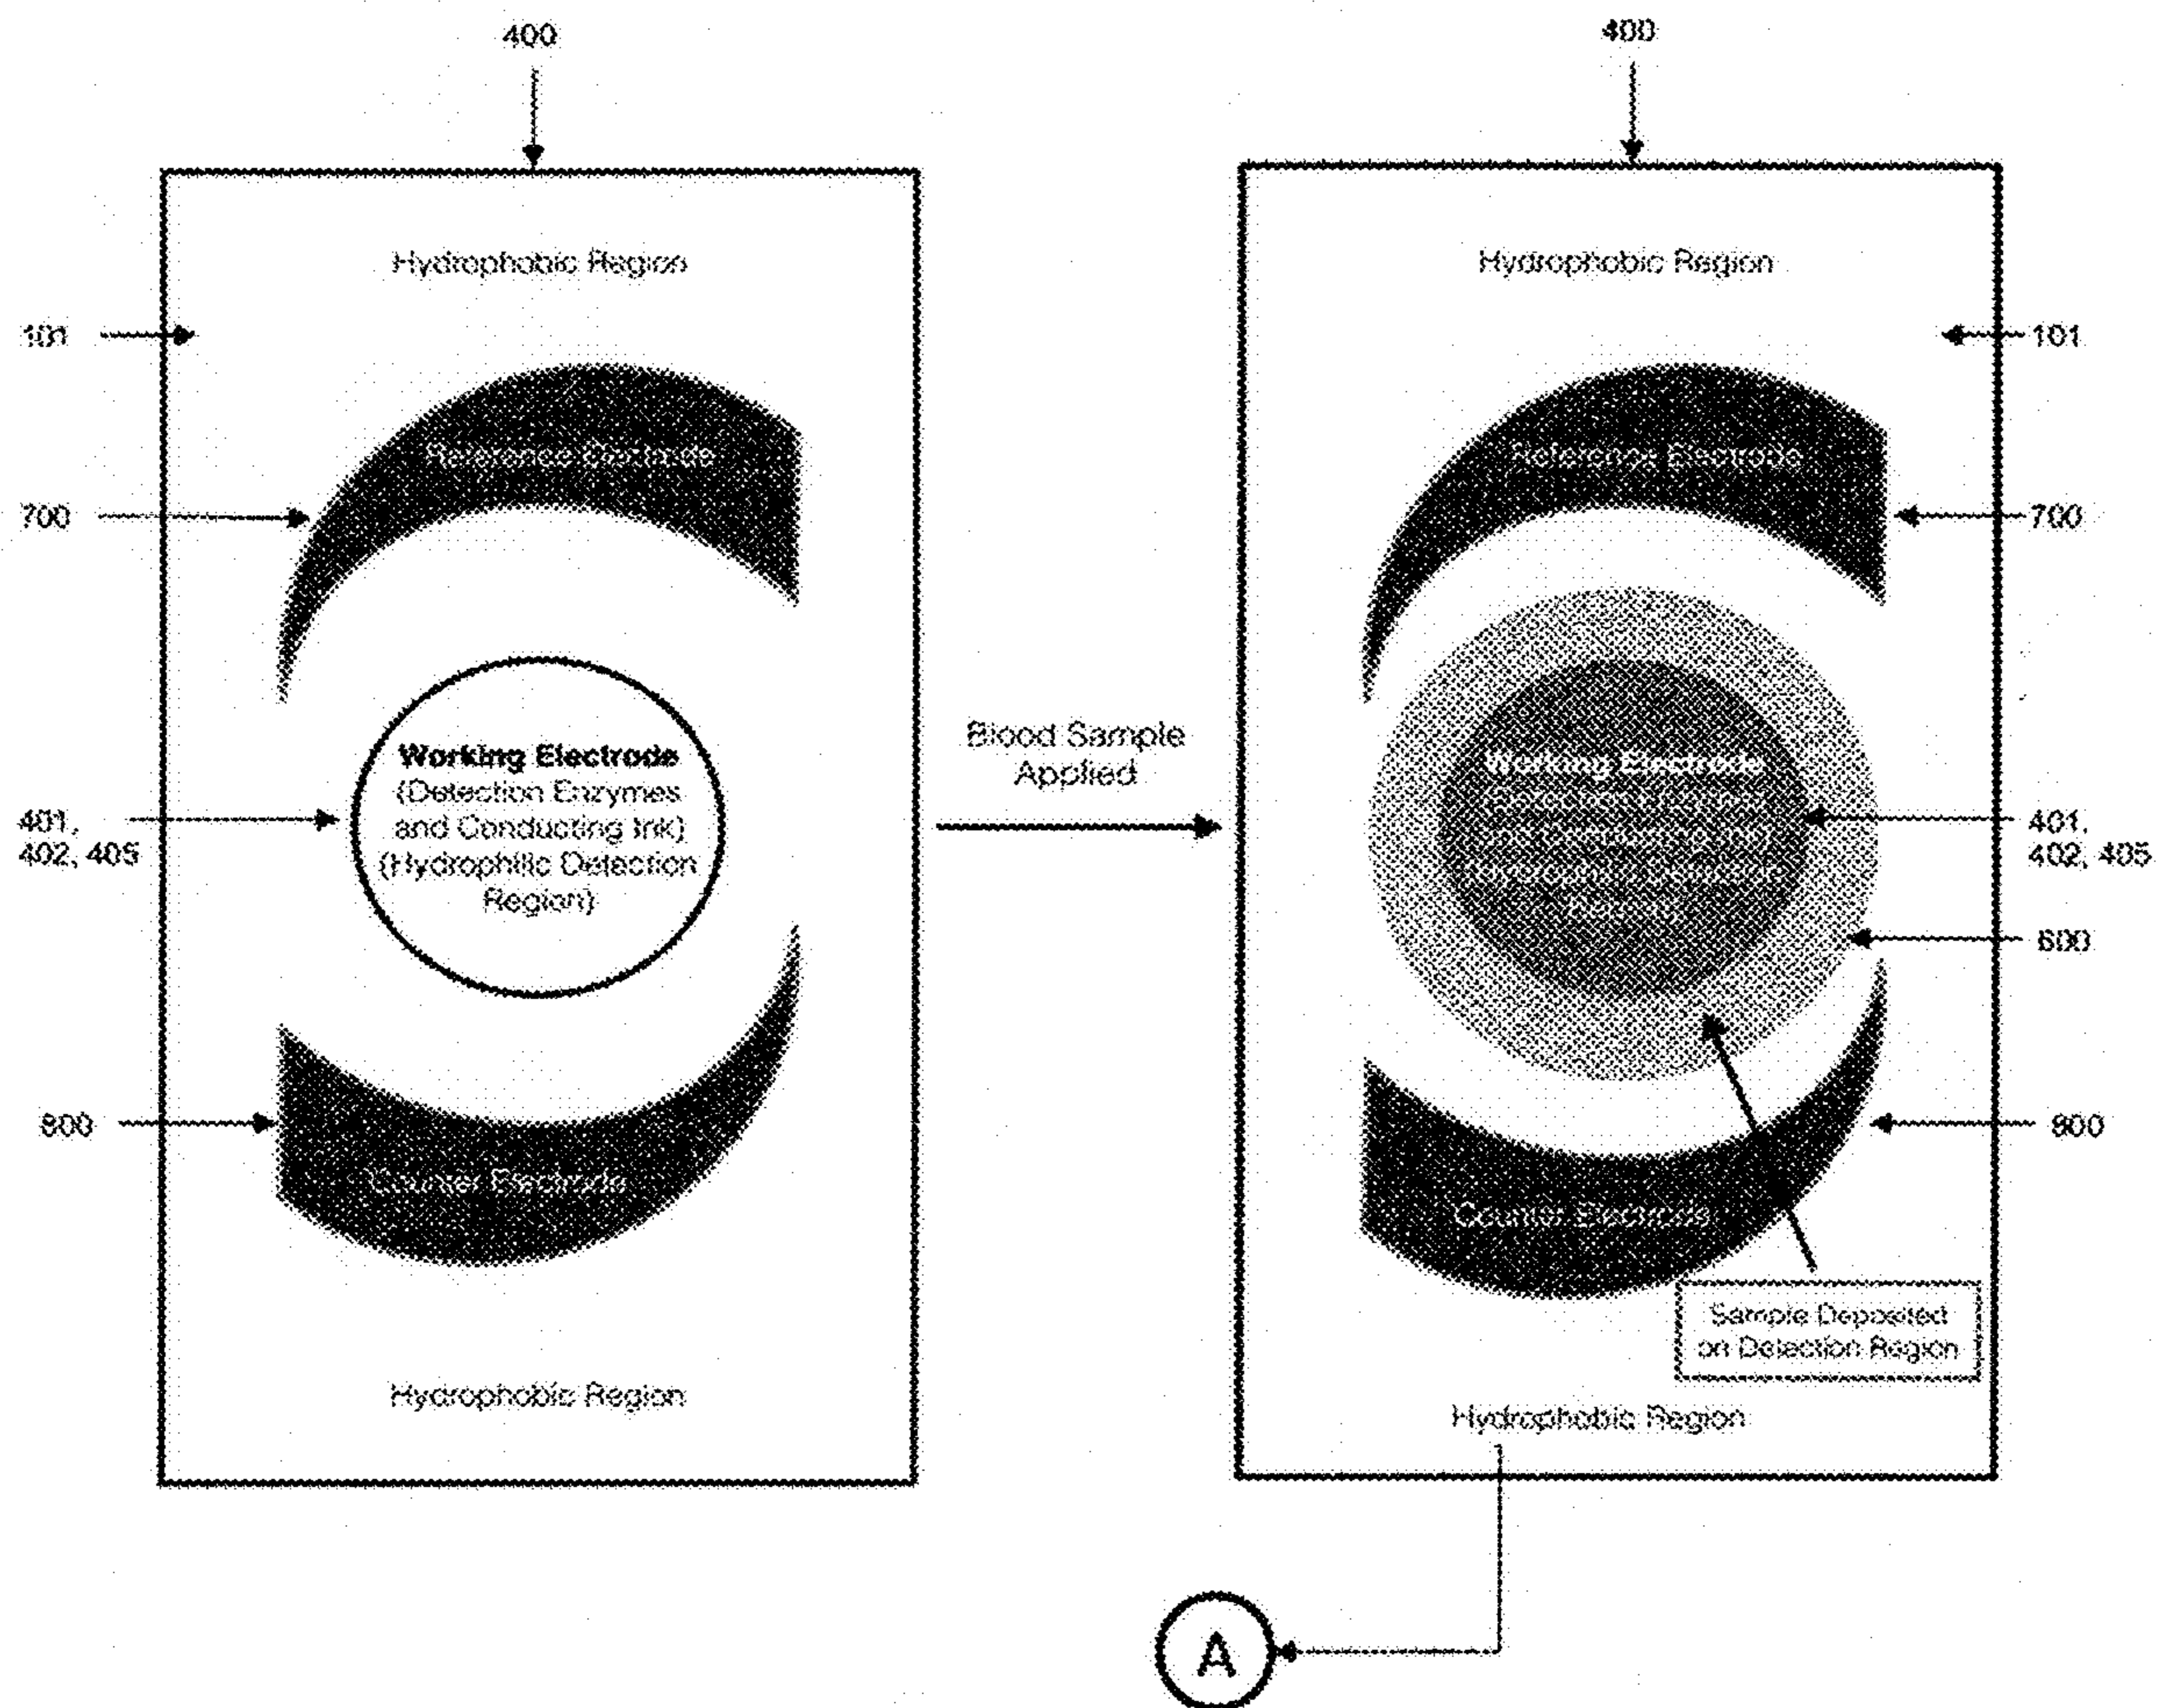 400
400
Hydrophobic Region
Hydrophobic Region
101
101
Reference Electrode
Reference Electrode
700
700
Blood Sample
Applied
Working Electrode
(Detection Enzymes
and Conducting Ink)
(Hydrophilic Detection
Region)
Working Electrode
401,
402, 405
401,
402, 405
600
800
800
Counter Electrode
Counter Electrode
Sample Deposited
on Detection Region
Hydrophobic Region
Hydrophobic Region
A